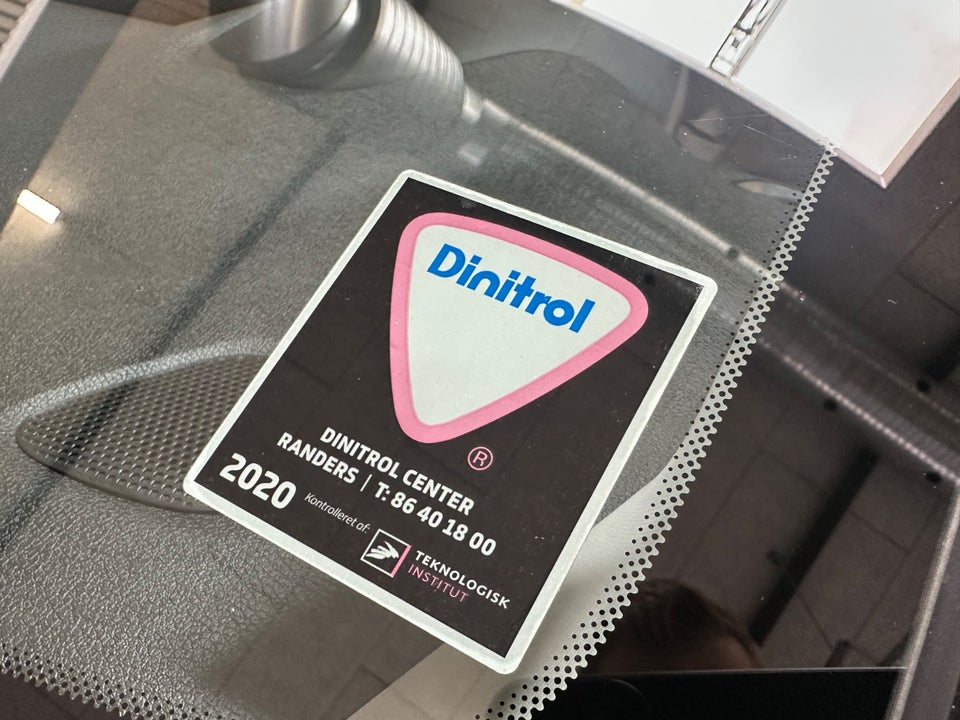 Dinitrol
®
DINITROL CENTER
RANDERS | T: 86 40 18 00
2020
Kontrolleret af:
TEKNOLOGISK
INSTITUT